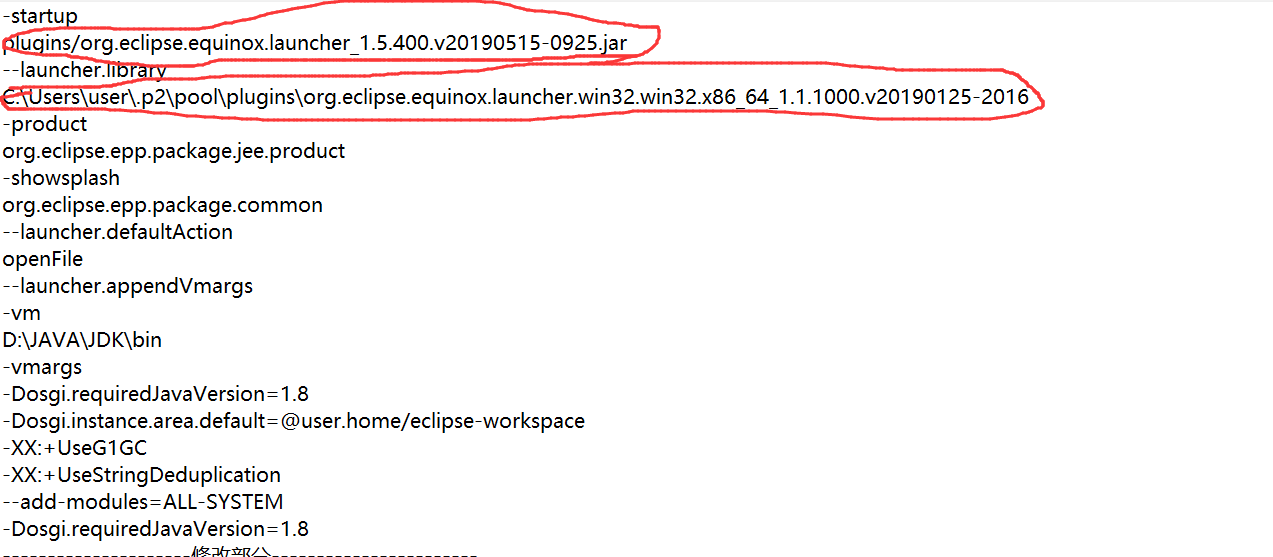 -startup
plugins/org.eclipse.equinox.launcher_1.5.400.v20190515-0925.jar
--launcher.library
C:\Users\user\.p2\pool\plugins\org.eclipse.equinox.launcher.win32.win32.x86_64_1.1.1000.v20190125-2016
-product
org.eclipse.epp.package.jee.product
-showsplash
org.eclipse.epp.package.common
--launcher.defaultAction
openFile
--launcher.appendVmargs
-vm
D:\JAVA\JDK\bin
-vmargs
-Dosgi.requiredJavaVersion=1.8
-Dosgi.instance.area.default=@user.home/eclipse-workspace
-XX:+UseG1GC
-XX:+UseStringDeduplication
--add-modules=ALL-SYSTEM
-Dosgi.requiredJavaVersion=1.8
---------------------修改部分-----------------------